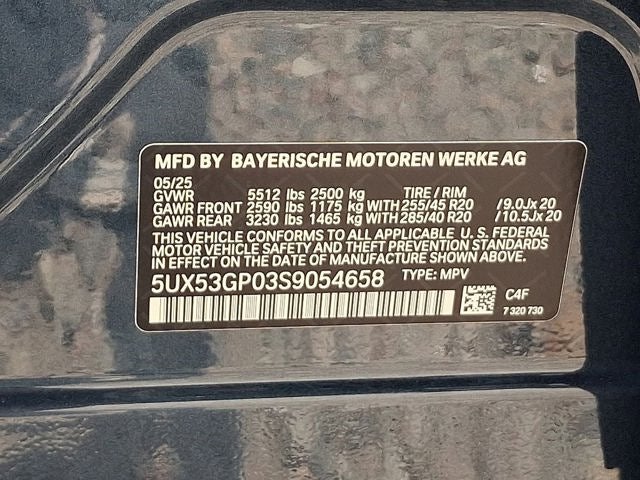 MFD BY BAYERISCHE MOTOREN WERKE AG
05/25
GVWR 5512 lbs 2500 kg TIRE / RIM
GAWR FRONT 2590 lbs 1175 kg WITH 255/45 R20 /9.0Jx20
GAWR REAR 3230 lbs 1465 kg WITH 285/40 R20 /10.5Jx20
THIS VEHICLE CONFORMS TO ALL APPLICABLE U.S. FEDERAL
MOTOR VEHICLE SAFETY AND THEFT PREVENTION STANDARDS
IN EFFECT ON THE DATE OF MANUFACTURE SHOWN ABOVE.
5UX53GP03S9054658 TYPE: MPV
C4F
7 320 730